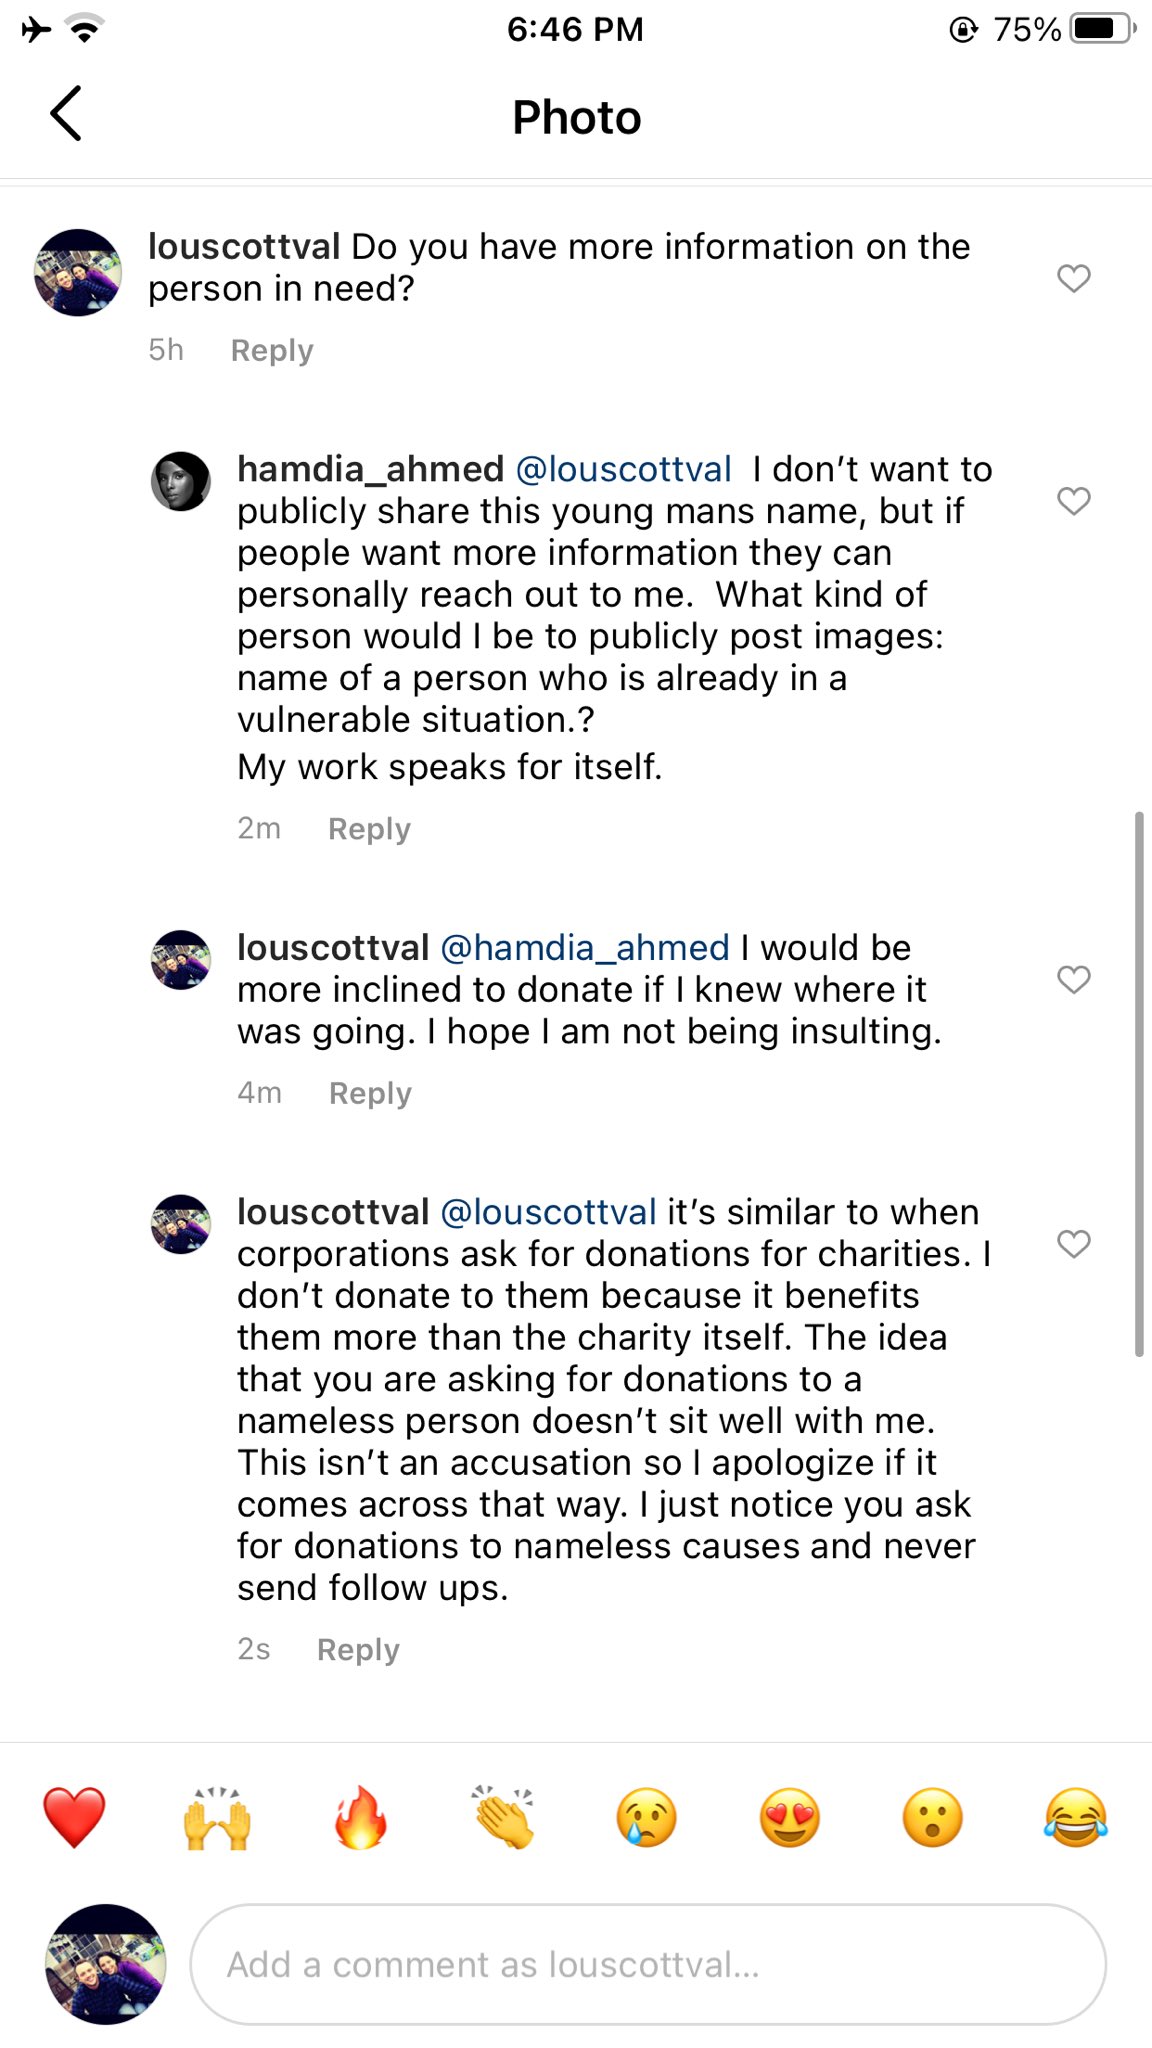 6:46 PM
75%
Photo
louscottval Do you have more information on the
person in need?
5h Reply
hamdia_ahmed @louscottval I don’t want to
publicly share this young mans name, but if
people want more information they can
personally reach out to me. What kind of
person would I be to publicly post images:
name of a person who is already in a
vulnerable situation.?
My work speaks for itself.
2m Reply
louscottval @hamdia_ahmed I would be
more inclined to donate if I knew where it
was going. I hope I am not being insulting.
4m Reply
louscottval @louscottval it’s similar to when
corporations ask for donations for charities. I
don’t donate to them because it benefits
them more than the charity itself. The idea
that you are asking for donations to a
nameless person doesn’t sit well with me.
This isn’t an accusation so I apologize if it
comes across that way. I just notice you ask
for donations to nameless causes and never
send follow ups.
2s Reply
Add a comment as louscottval...